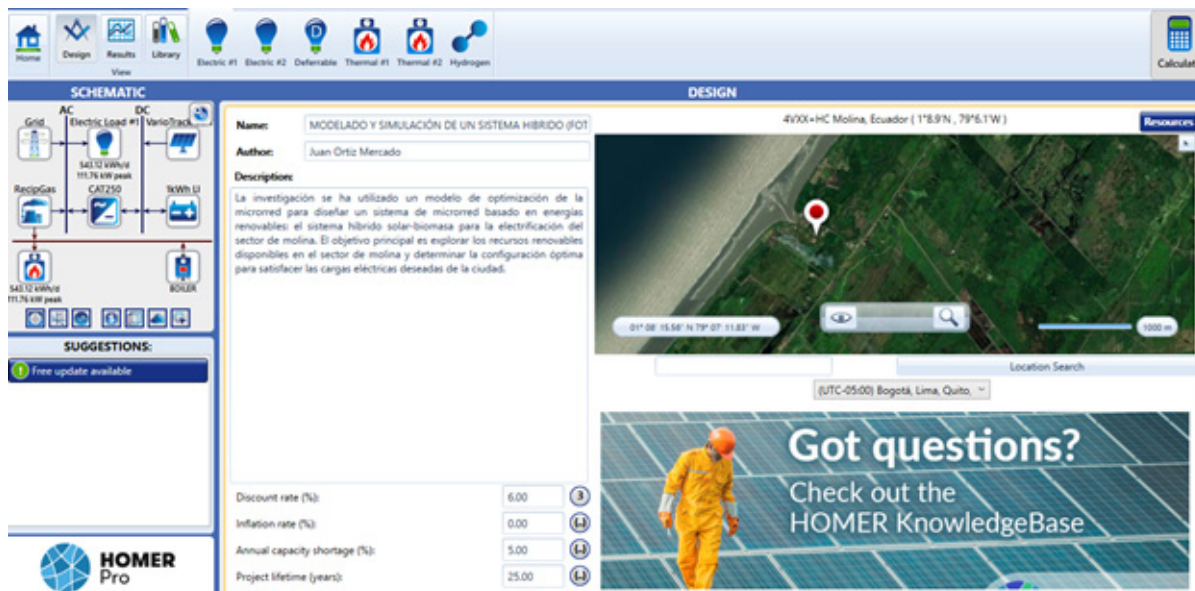 Home
Design
Results
Library
View
Electric #1
Electric #2
Deferrable
Thermal #1
Thermal #2
Hydrogen
Calculat
SCHEMATIC
DESIGN
AC
DC
Grid
Electric Load #1
VarioTrack
543.12 kWh/d
111.76 kW peak
RecipGas
CAT250
1kWh LI
543.12 kWh/d
111.76 kW peak
BOILER
SUGGESTIONS:
Free update available
HOMER
Pro
Name:
MODELADO Y SIMULACIÓN DE UN SISTEMA HIBRIDO (FOT
Author:
Juan Ortiz Mercado
Description:
La investigación se ha utilizado un modelo de optimización de la
microrred para diseñar un sistema de microrred basado en energías
renovables: el sistema híbrido solar-biomasa para la electrificación del
sector de molina. El objetivo principal es explorar los recursos renovables
disponibles en el sector de molina y determinar la configuración óptima
para satisfacer las cargas eléctricas deseadas de la ciudad.
Discount rate (%):
6.00
3
Inflation rate (%):
0.00
Annual capacity shortage (%):
5.00
Project lifetime (years):
25.00
4VXX+HC Molina, Ecuador ( 1°8.9'N , 79°6.1'W )
Resources
01° 08' 15.56" N 79° 07' 11.83" W
1000 m
Location Search
(UTC-05:00) Bogotá, Lima, Quito,
Got questions?
Check out the
HOMER KnowledgeBase